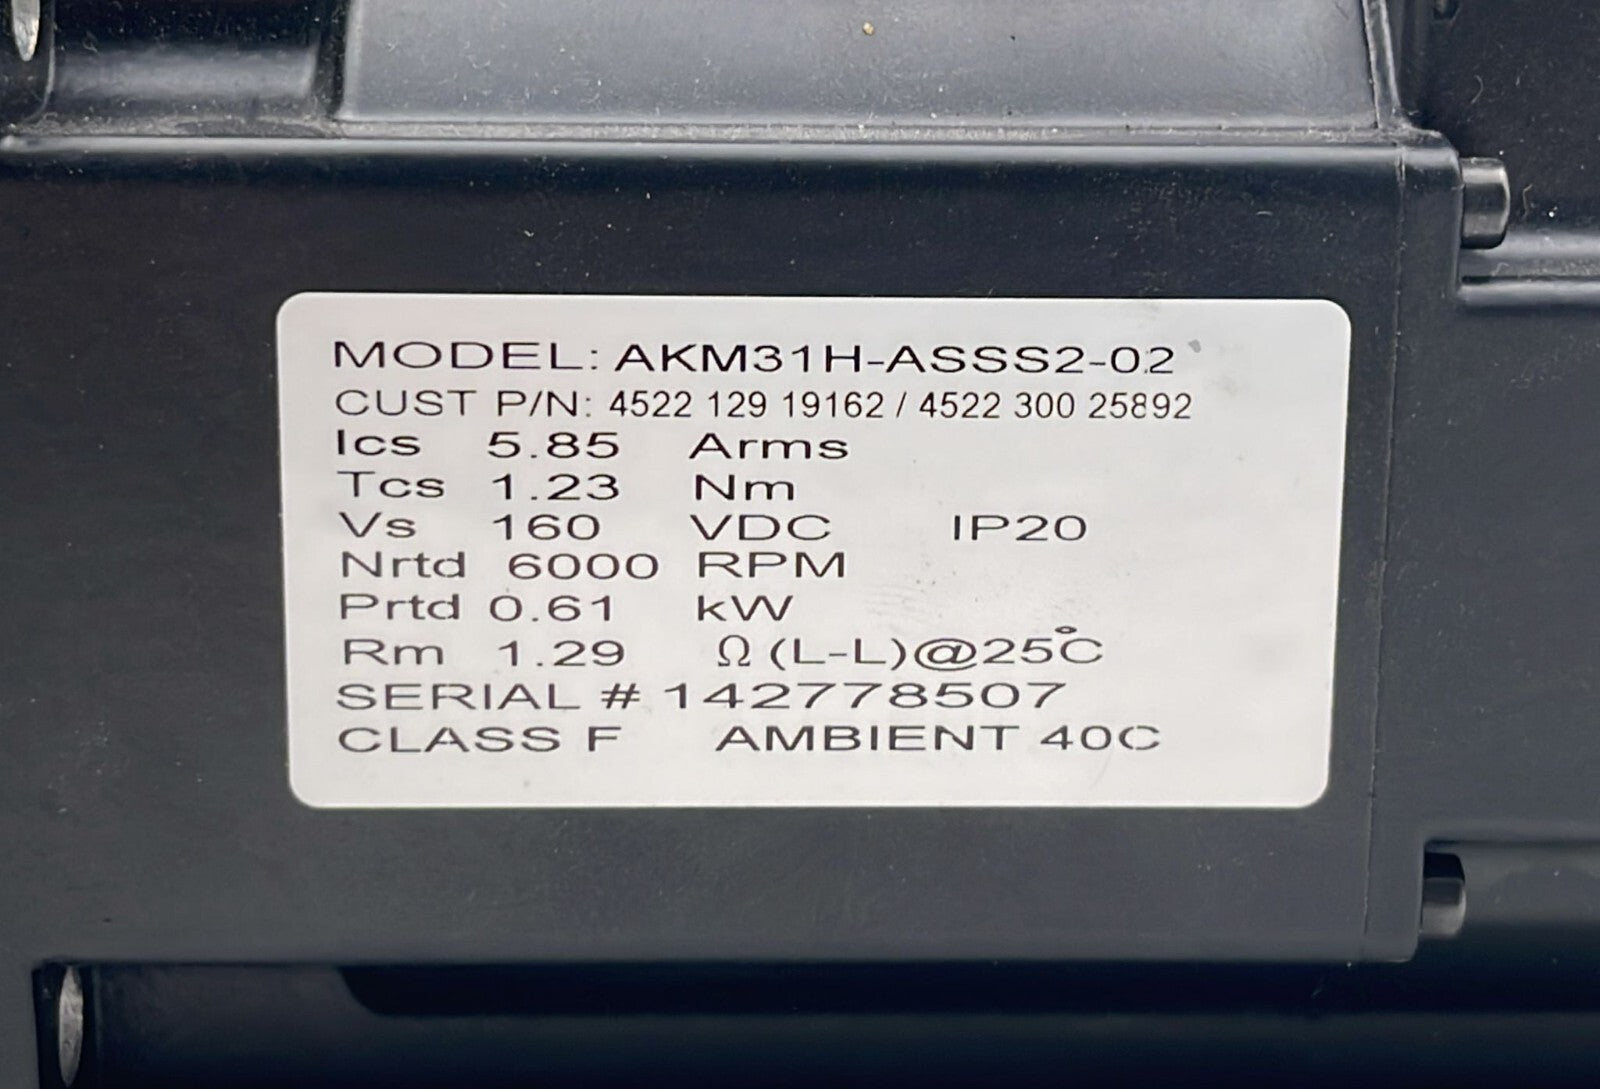 MODEL: AKM31H-ASSS2-02
CUST P/N: 4522 129 19162 / 4522 300 25892
Ics 5.85 Arms
Tcs 1.23 Nm
Vs 160 VDC IP20
Nrtd 6000 RPM
Prtd 0.61 kW
Rm 1.29 Ω (L-L)@25°C
SERIAL # 142778507
CLASS F AMBIENT 40C